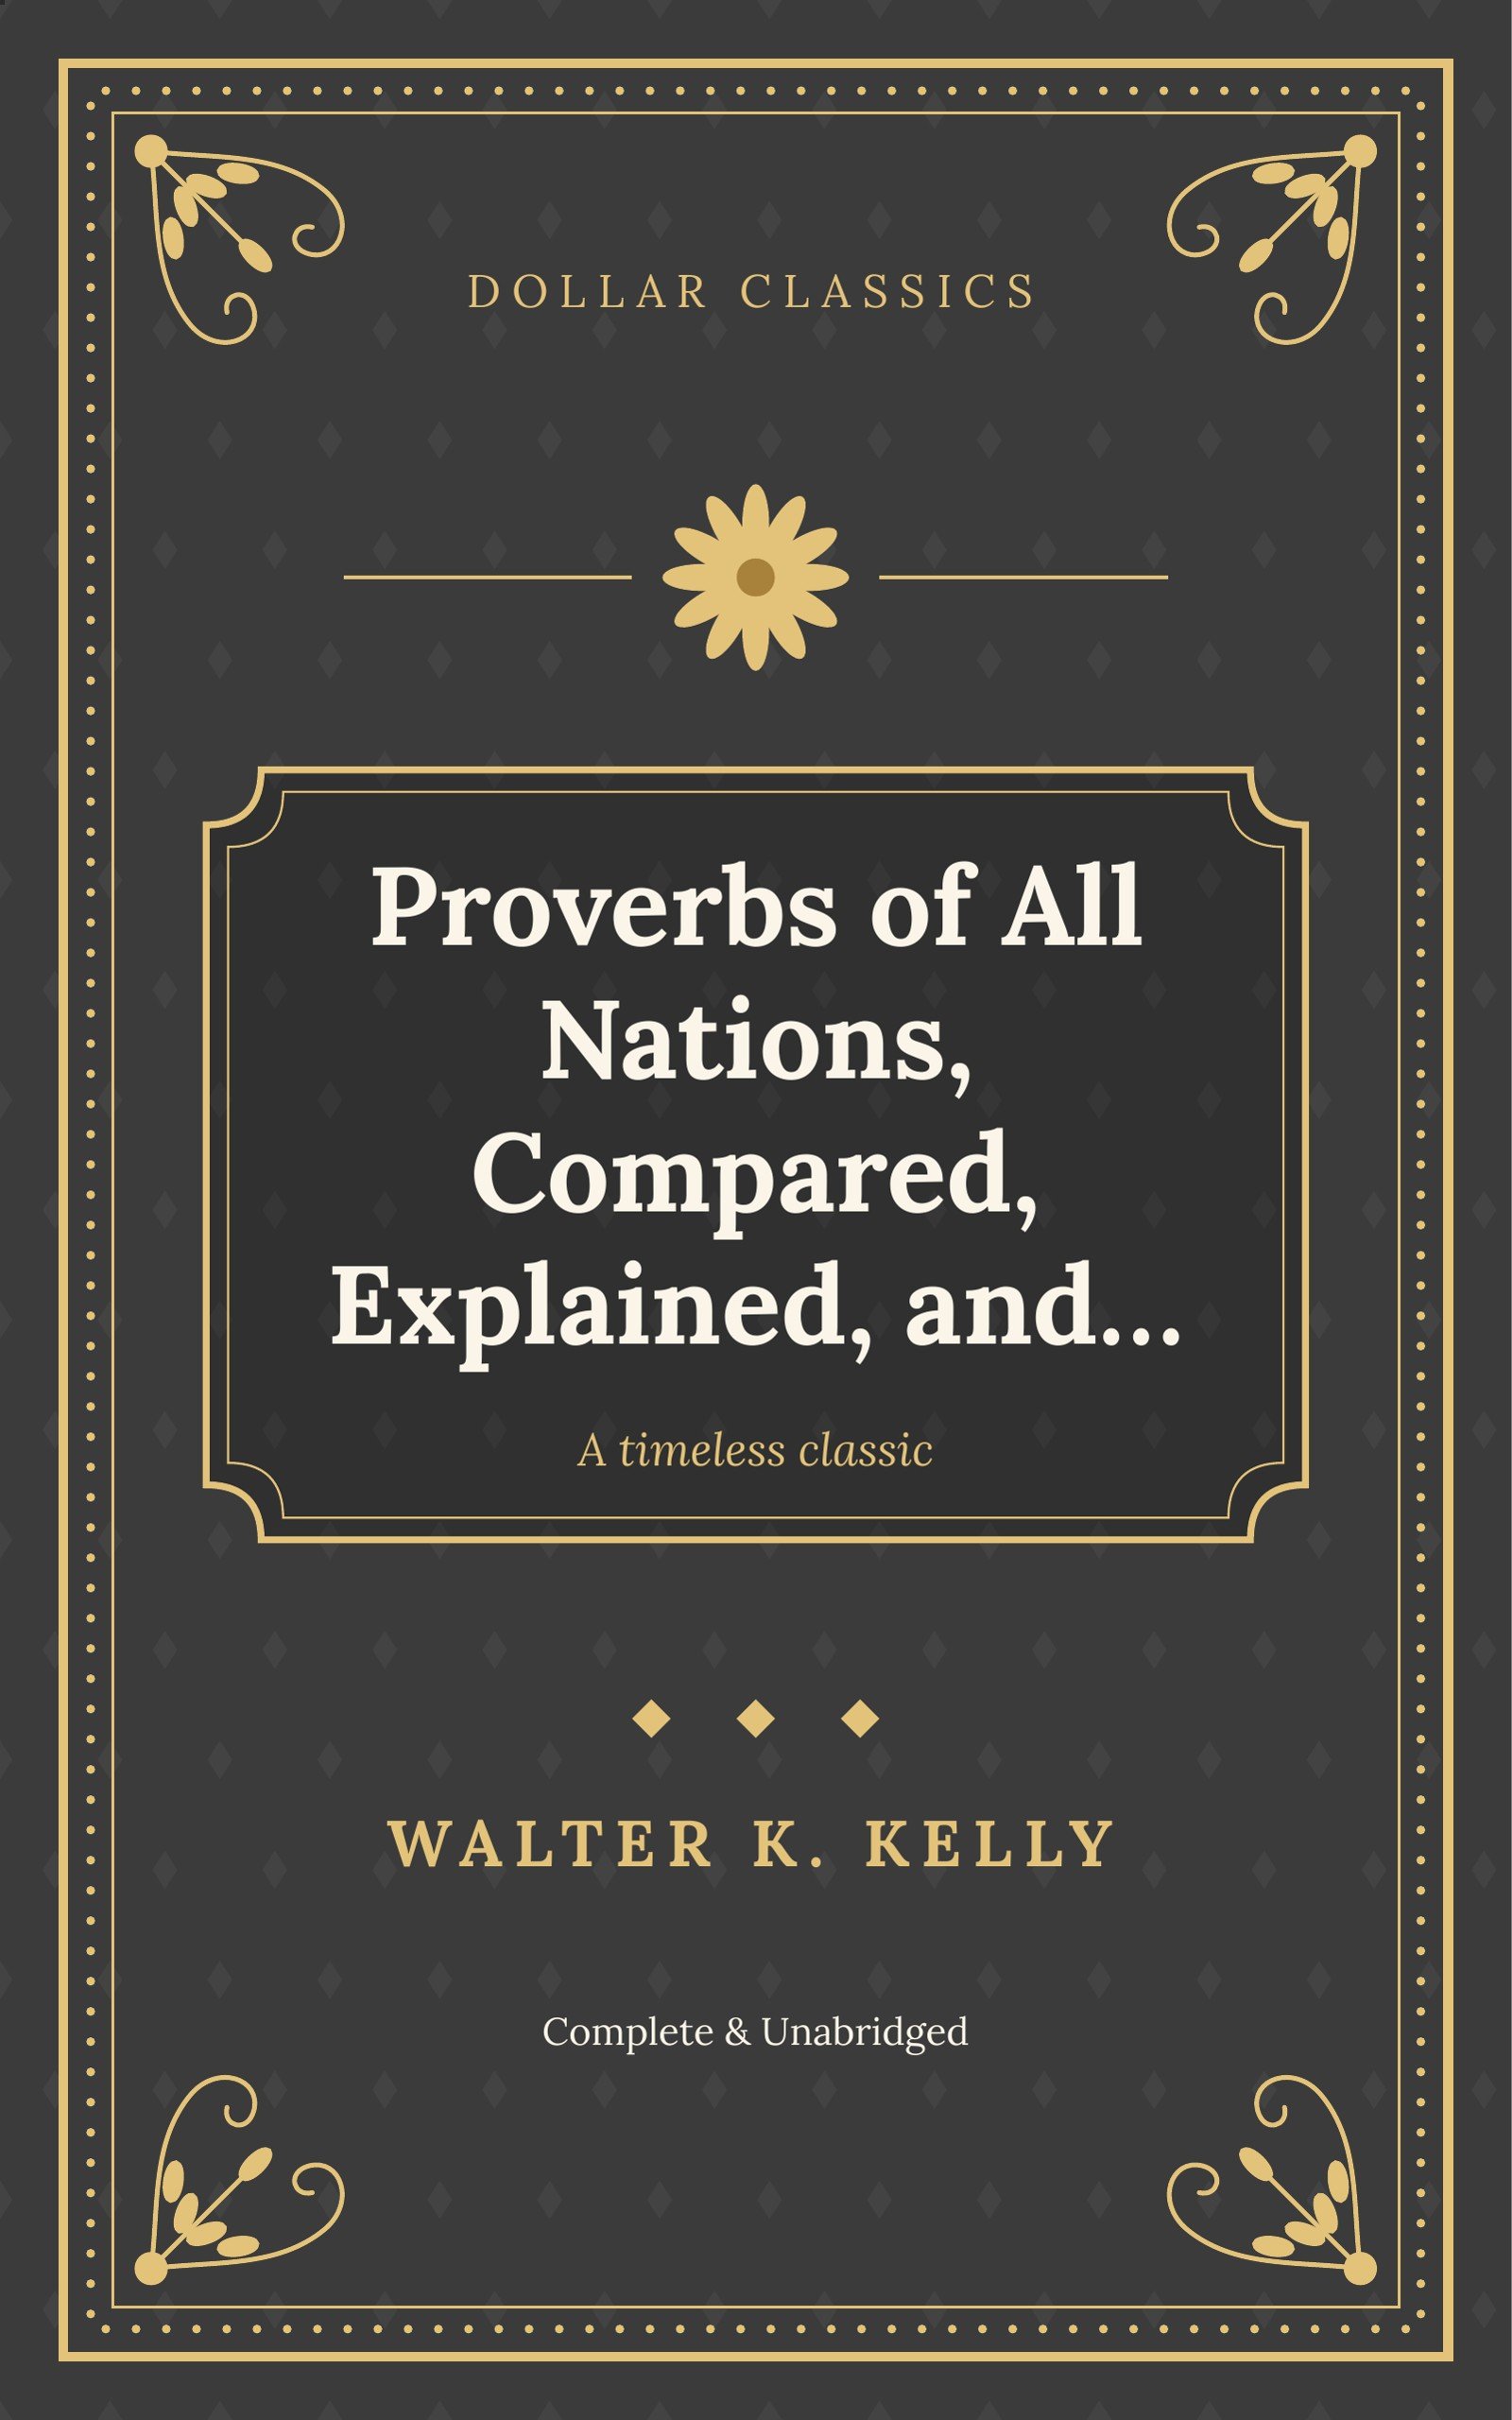 DOLLAR CLASSICS
Proverbs of All
Nations,
Compared,
Explained, and...
A timeless classic
WALTER K. KELLY
Complete & Unabridged